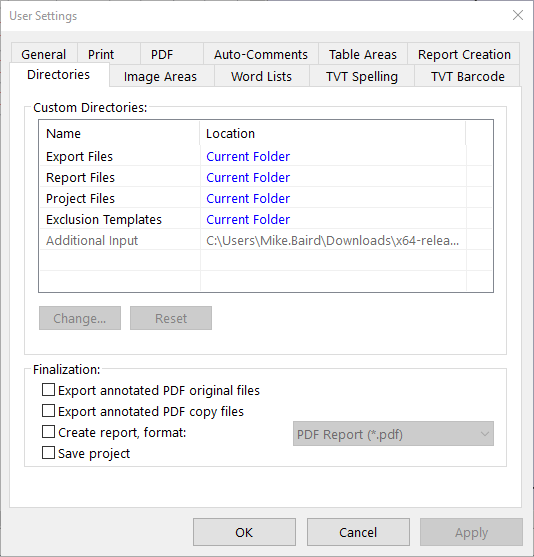 User Settings
General Print PDF Auto-Comments Table Areas Report Creation
Directories Image Areas Word Lists TVT Spelling TVT Barcode
Custom Directories:
Name Location
Export Files Current Folder
Report Files Current Folder
Project Files Current Folder
Exclusion Templates Current Folder
Additional Input C:\Users\Mike.Baird\Downloads\x64-relea...
Change... Reset
Finalization:
Export annotated PDF original files
Export annotated PDF copy files
Create report, format: PDF Report (*.pdf)
Save project
OK Cancel Apply